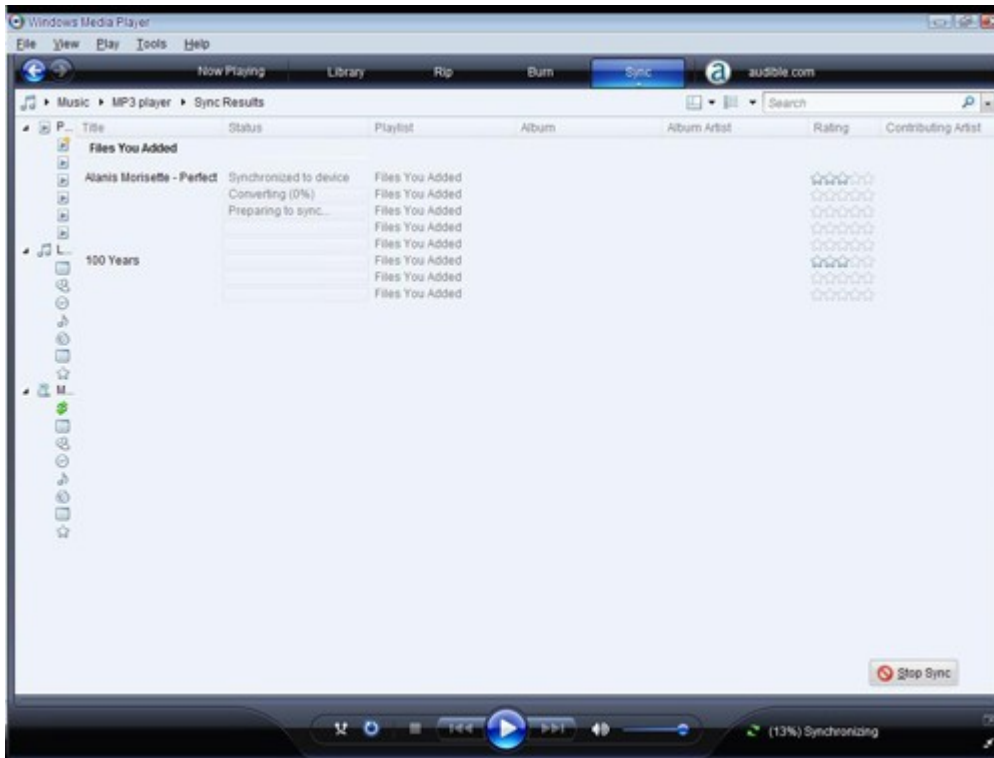 Windows Media Player
File View Play Tools Help
Now Playing Library Rip Burn Sync a audible.com
Music MP3 player Sync Results Search
P... Title Status Playlist Album Album Artist Rating Contributing Artist
Files You Added
Alanis Morisette - Perfect Synchronized to device Files You Added
Converting (0%) Files You Added
Preparing to sync... Files You Added
Files You Added
L... Files You Added
100 Years Files You Added
Files You Added
Files You Added
M...
Stop Sync
(13%) Synchronizing